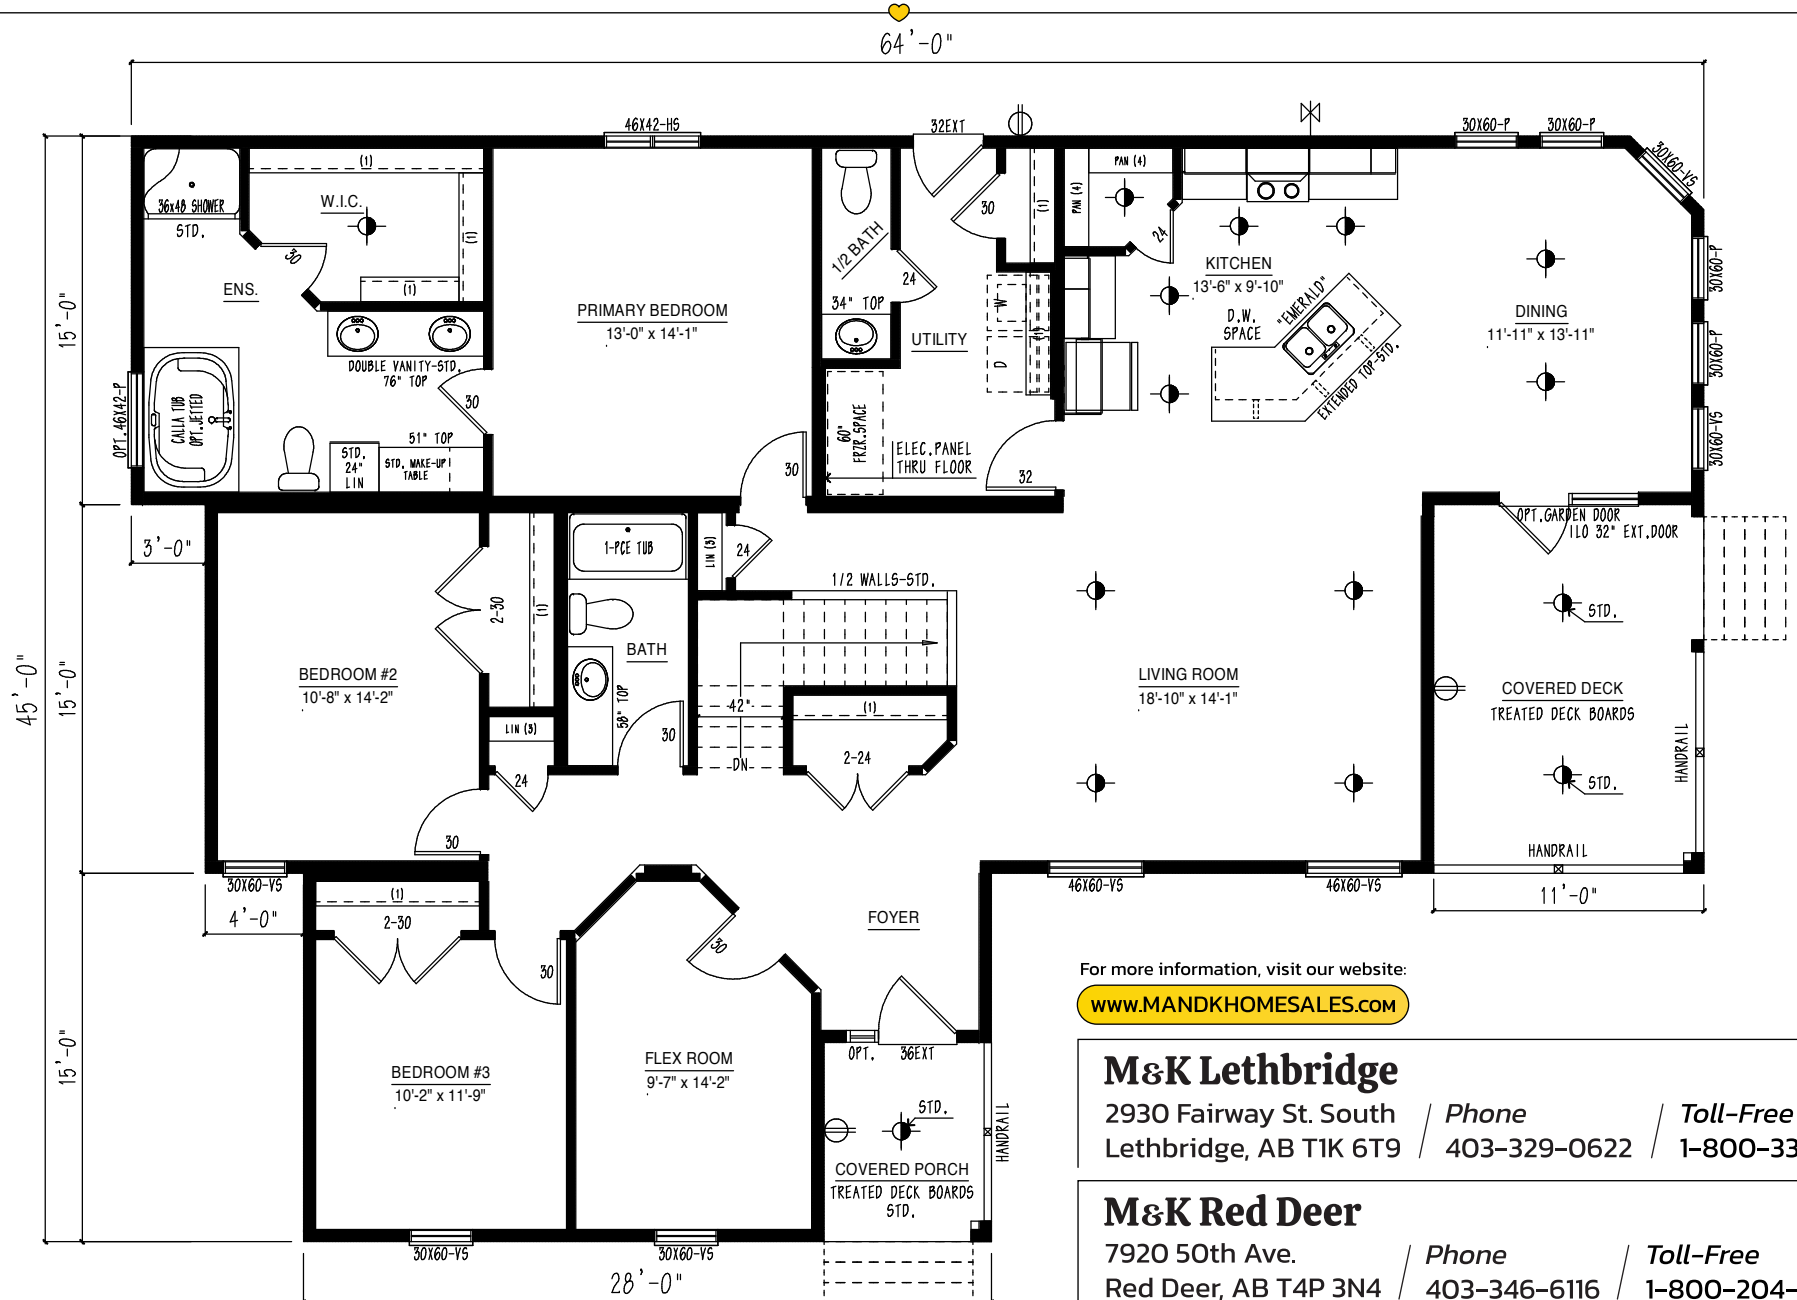 64'-0"
46X42-HS
32EXT
30X60-P
30X60-P
30X60-VS
(1)
PAN (4)
36x48 SHOWER
STD.
W.I.C.
(1)
30
(1)
ENS.
1/2 BATH
24
34" TOP
30
(1)
PAN (4)
24
KITCHEN
13'-6" x 9'-10"
30X60-P
D.W.
SPACE
"EMERALD"
EXTENDED TOP-STD.
DINING
11'-11" x 13'-11"
30X60-P
30X60-VS
15'-0"
PRIMARY BEDROOM
13'-0" x 14'-1"
UTILITY
W
D
(1)
DOUBLE VANITY-STD.
76" TOP
30
OPT.46X42-P
CALLA TUB
OPT.JETTED
51" TOP
STD.
24"
LIN
STD. MAKE-UP
TABLE
30
60"
FRZR.SPACE
ELEC.PANEL
THRU FLOOR
32
OPT.GARDEN DOOR
ILO 32" EXT.DOOR
3'-0"
1-PCE TUB
LIN (3)
24
1/2 WALLS-STD.
2-30
(1)
STD.
45'-0"
15'-0"
BEDROOM #2
10'-8" x 14'-2"
BATH
58" TOP
30
LIVING ROOM
18'-10" x 14'-1"
COVERED DECK
TREATED DECK BOARDS
HANDRAIL
LIN (3)
24
42"
DN
(1)
2-24
STD.
30
HANDRAIL
30X60-VS
46X60-VS
46X60-VS
11'-0"
4'-0"
(1)
2-30
30
30
FOYER
For more information, visit our website:
www.MANDKHOMESALES.com
15'-0"
BEDROOM #3
10'-2" x 11'-9"
FLEX ROOM
9'-7" x 14'-2"
OPT.
36EXT
STD.
HANDRAIL
COVERED PORCH
TREATED DECK BOARDS
STD.
30X60-VS
30X60-VS
28'-0"
M&K Lethbridge
2930 Fairway St. South / Phone / Toll-Free
Lethbridge, AB T1K 6T9 / 403-329-0622 / 1-800-33
M&K Red Deer
7920 50th Ave. / Phone / Toll-Free
Red Deer, AB T4P 3N4 / 403-346-6116 / 1-800-204-